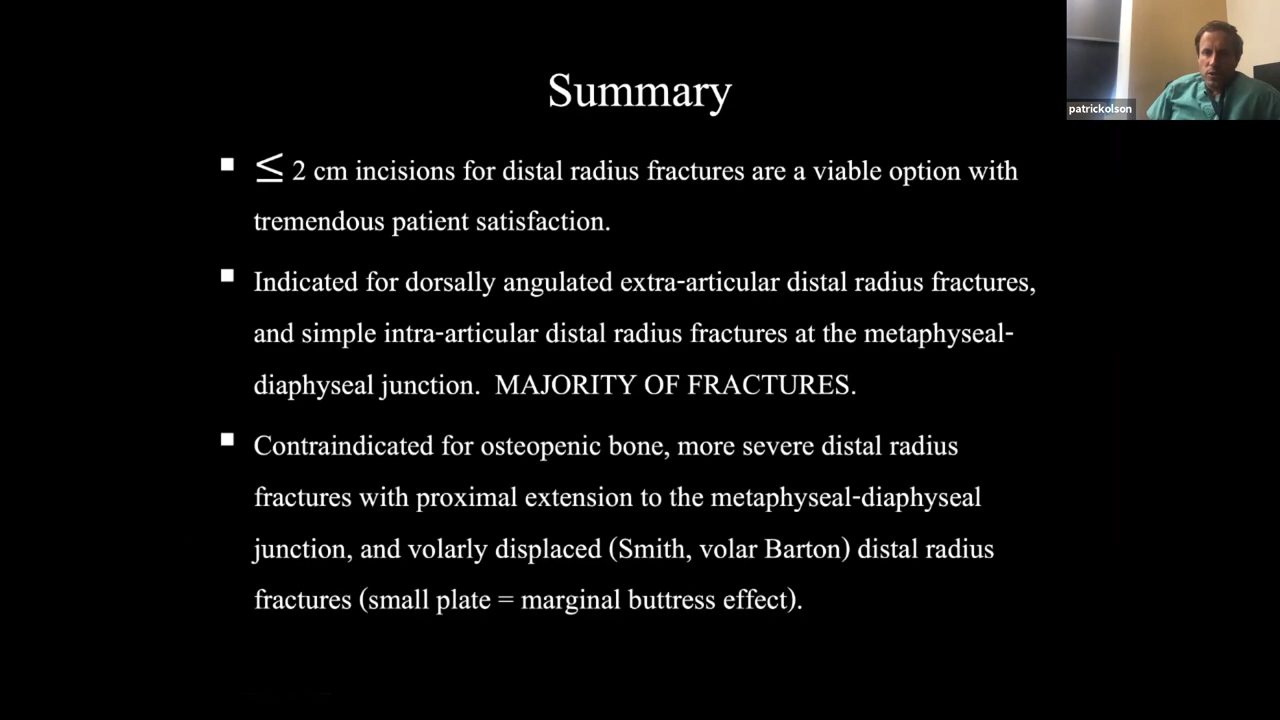 Summary
patrickolson
▪ ≤ 2 cm incisions for distal radius fractures are a viable option with
tremendous patient satisfaction.
▪ Indicated for dorsally angulated extra-articular distal radius fractures,
and simple intra-articular distal radius fractures at the metaphyseal-
diaphyseal junction.  MAJORITY OF FRACTURES.
▪ Contraindicated for osteopenic bone, more severe distal radius
fractures with proximal extension to the metaphyseal-diaphyseal
junction, and volarly displaced (Smith, volar Barton) distal radius
fractures (small plate = marginal buttress effect).